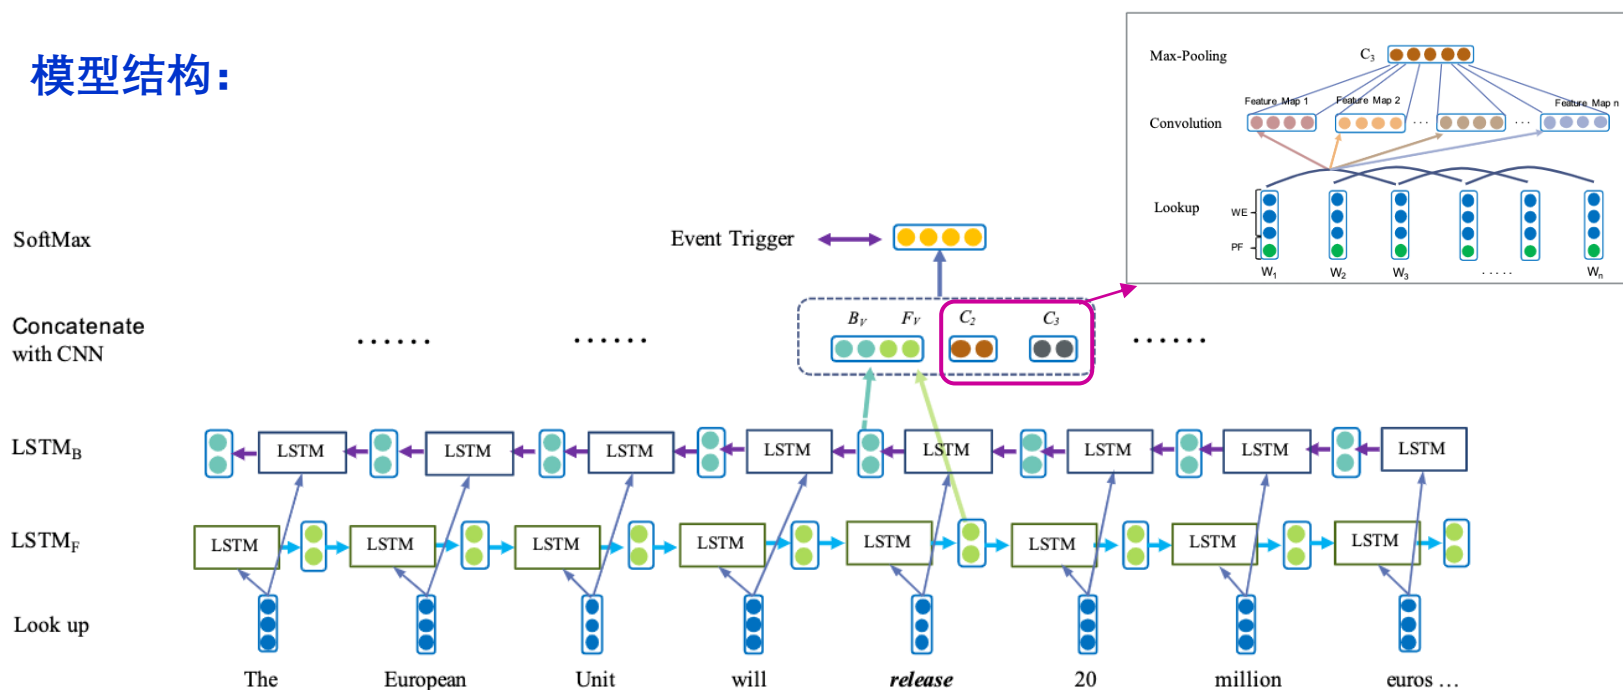 模型结构:
Max-Pooling
C3
Feature Map 1
Feature Map 2
Feature Map n
Convolution
...
...
Lookup
WE
PF
W1
W2
W3
.....
Wn
SoftMax
Event Trigger
Concatenate
with CNN
......
......
BV
FV
C2
C3
......
LSTMB
LSTM
LSTM
LSTM
LSTM
LSTM
LSTM
LSTM
LSTM
LSTMF
LSTM
LSTM
LSTM
LSTM
LSTM
LSTM
LSTM
LSTM
Look up
The
European
Unit
will
release
20
million
euros ...